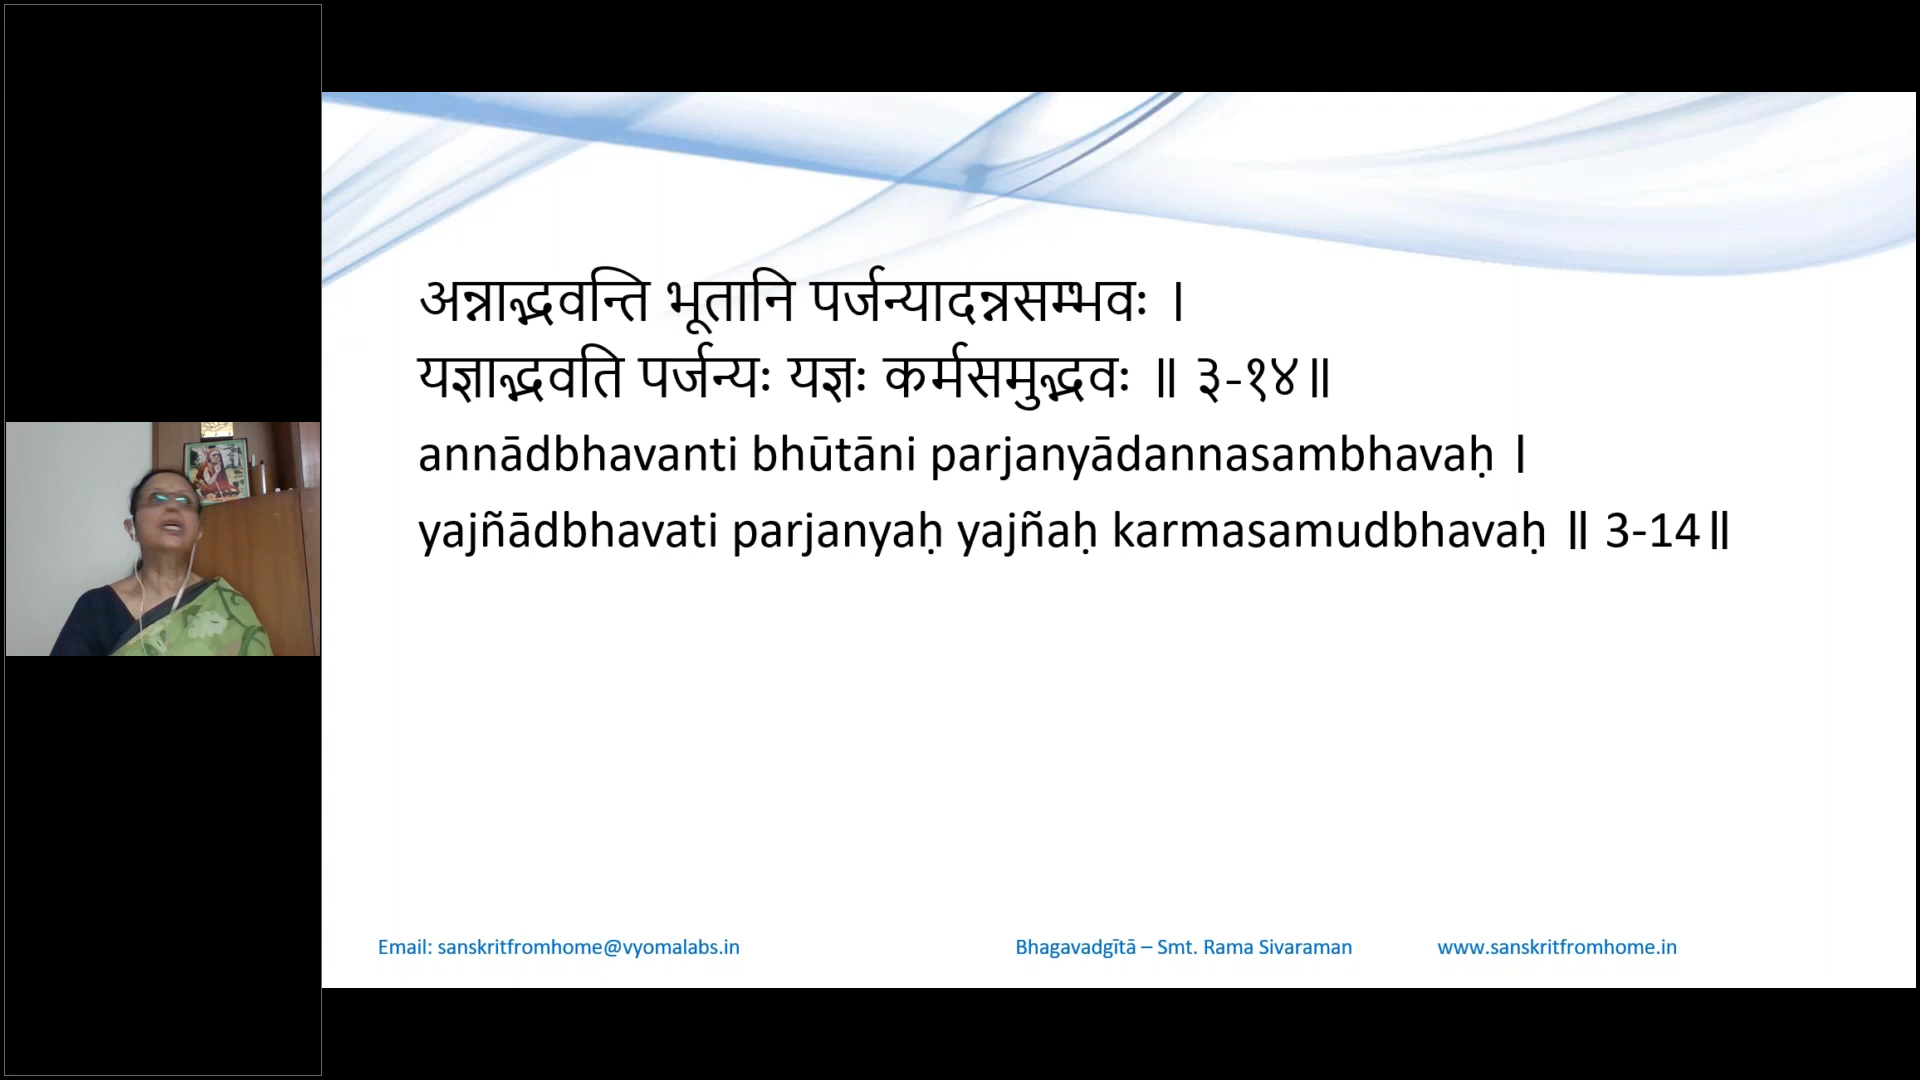 अन्नाद्भवन्ति भूतानि पर्जन्यादन्नसम्भवः ।
यज्ञाद्भवति पर्जन्यः यज्ञः कर्मसमुद्भवः ॥ ३-१४॥
annādbhavanti bhūtāni parjanyādannasambhavaḥ ।
yajñādbhavati parjanyaḥ yajñaḥ karmasamudbhavaḥ ॥ 3-14॥
Email: sanskritfromhome@vyomalabs.in Bhagavadgītā – Smt. Rama Sivaraman www.sanskritfromhome.in